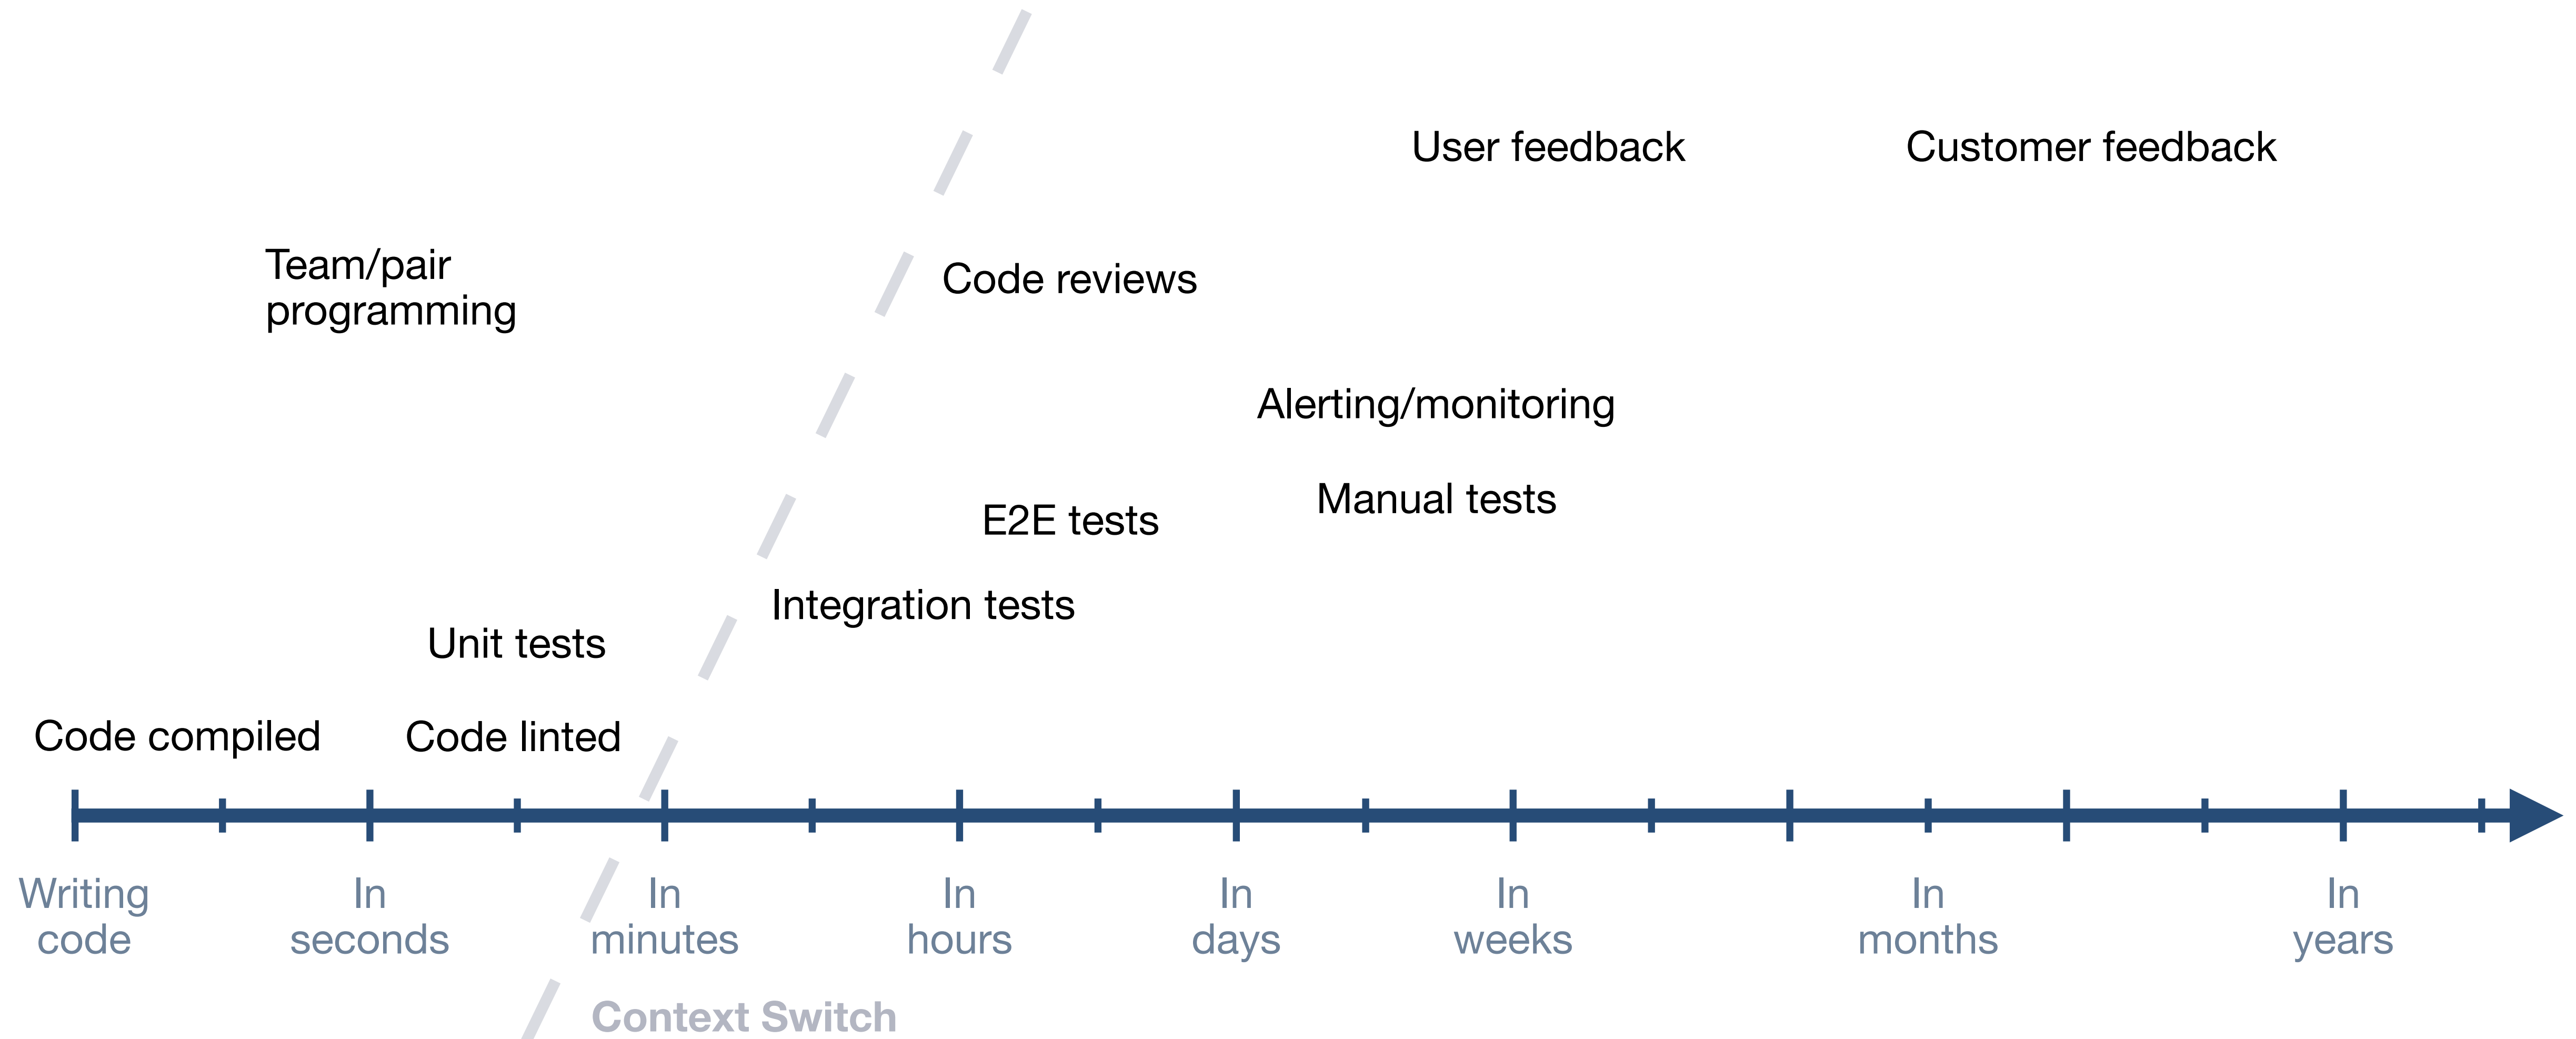 User feedback
Customer feedback
Team/pair
programming
Code reviews
Alerting/monitoring
Manual tests
E2E tests
Integration tests
Unit tests
Code compiled
Code linted
Writing
code
In
seconds
In
minutes
In
hours
In
days
In
weeks
In
months
In
years
Context Switch